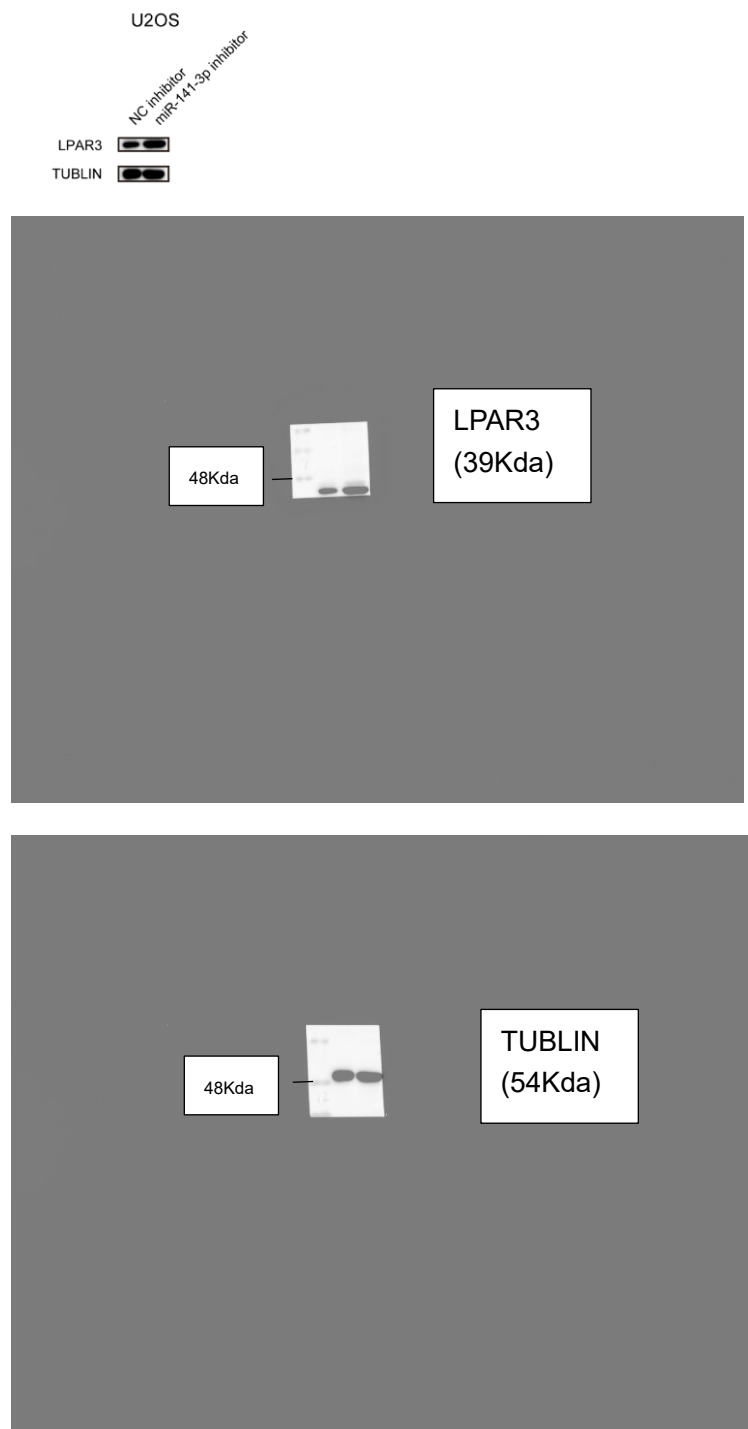 U2OS
NC inhibitor
miR-141-3p inhibitor
LPAR3
TUBLIN
48Kda
LPAR3
(39Kda)
48Kda
TUBLIN
(54Kda)